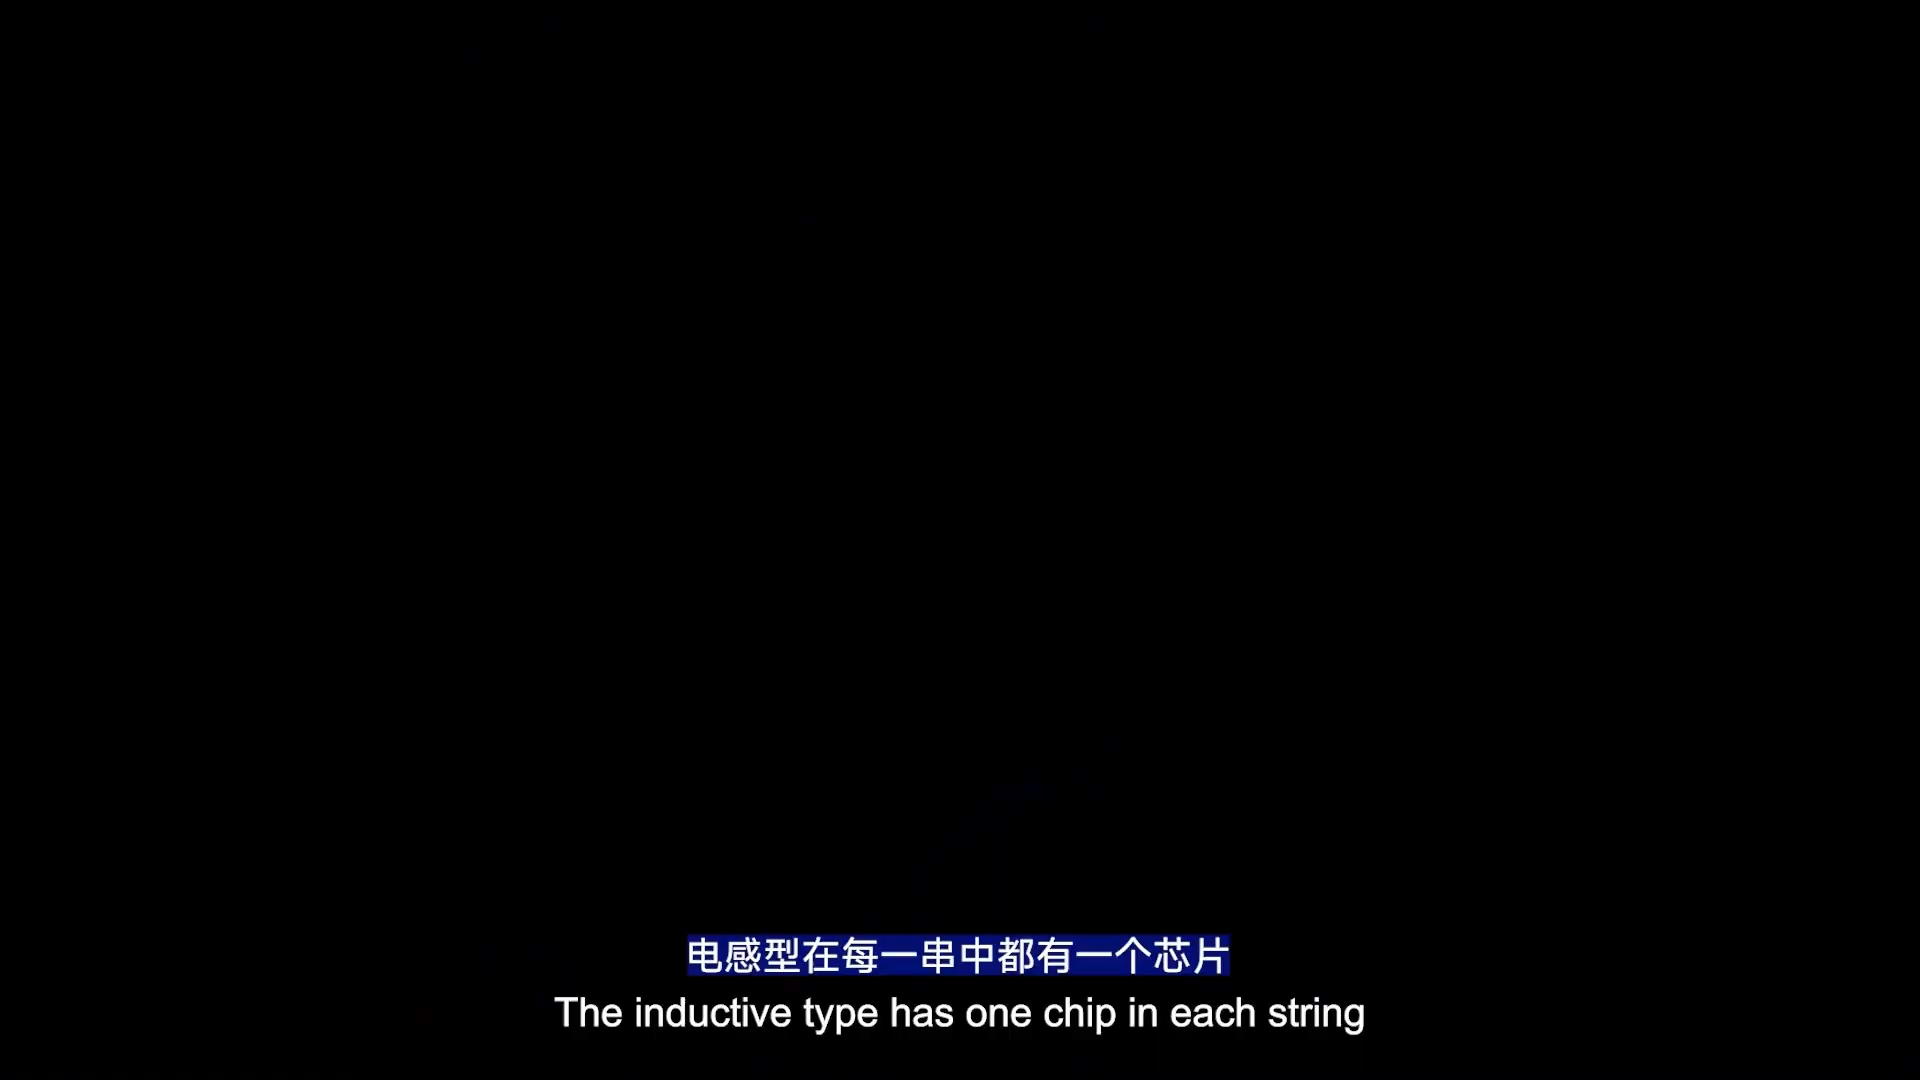 电感型在每一串中都有一个芯片
The inductive type has one chip in each string